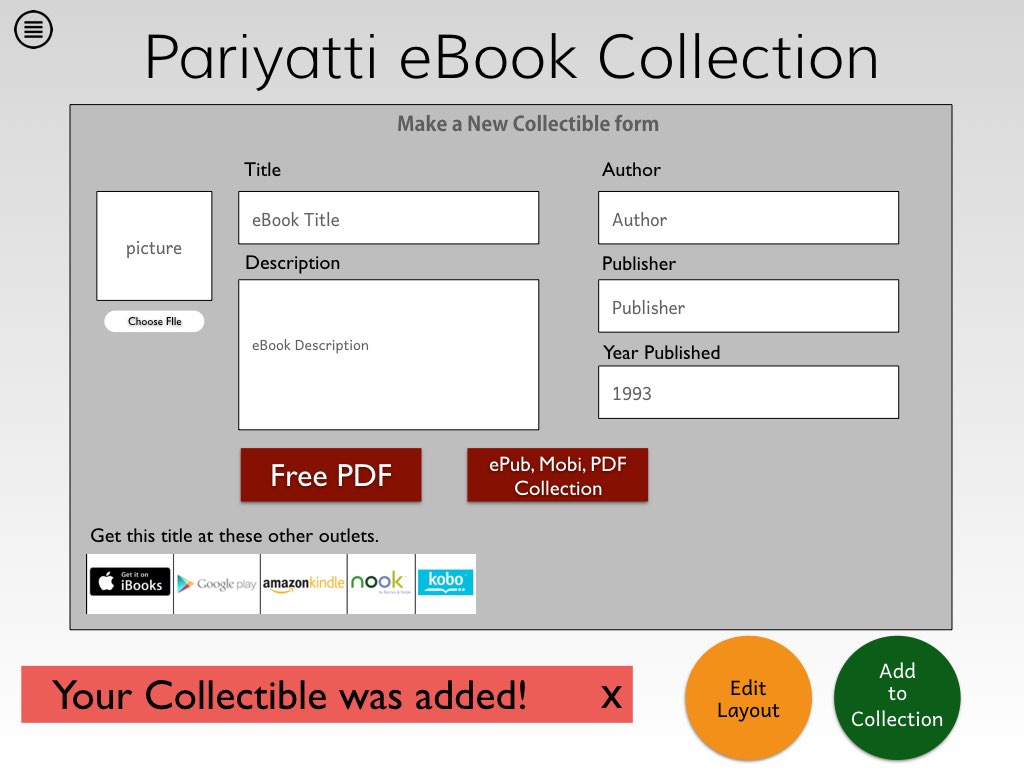 Pariyatti eBook Collection
Make a New Collectible form
Title
Author
picture
eBook Title
Author
Description
Publisher
Choose FIle
eBook Description
Publisher
Year Published
1993
Free PDF
ePub, Mobi, PDF
Collection
Get this title at these other outlets.
Get it on
iBooks
Google play
amazonkindle
nook
by Barnes & Noble
kobo
Your Collectible was added!
x
Edit
Layout
Add
to
Collection